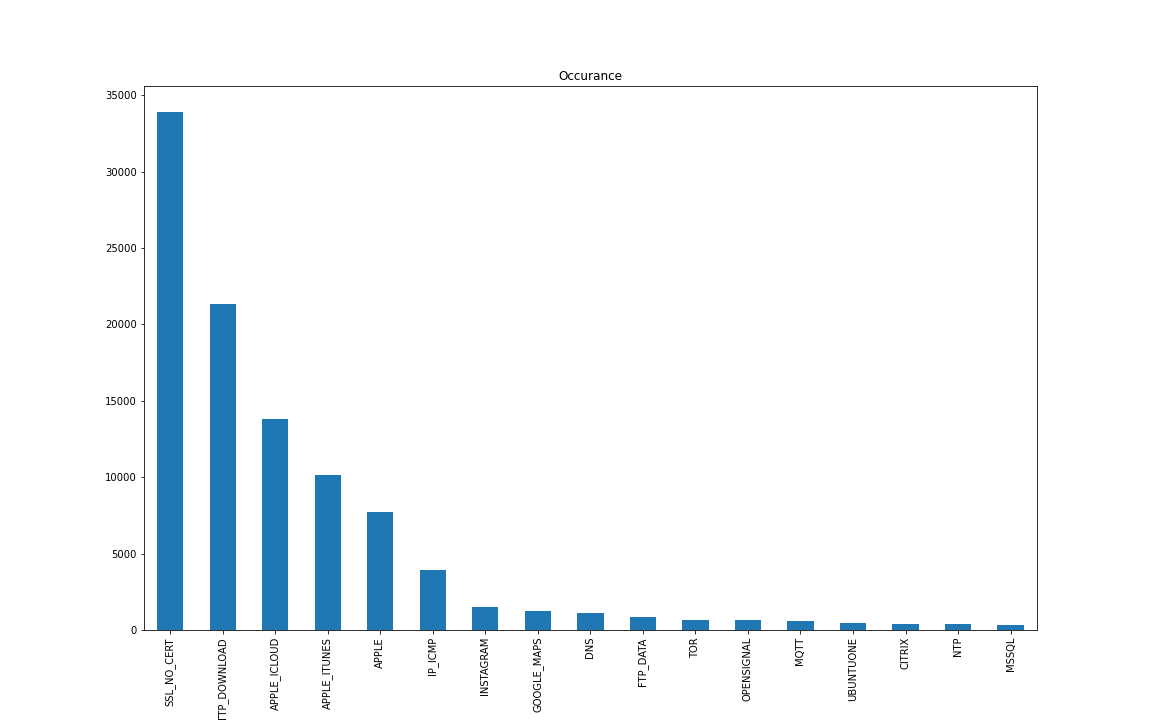 Occurance
35000
30000
25000
20000
15000
10000
5000
0
SSL_NO_CERT
TTP_DOWNLOAD
APPLE_ICLOUD
APPLE_ITUNES
APPLE
IP_ICMP
INSTAGRAM
GOOGLE_MAPS
DNS
FTP_DATA
TOR
OPENSIGNAL
MQTT
UBUNTUONE
CITRIX
NTP
MSSQL